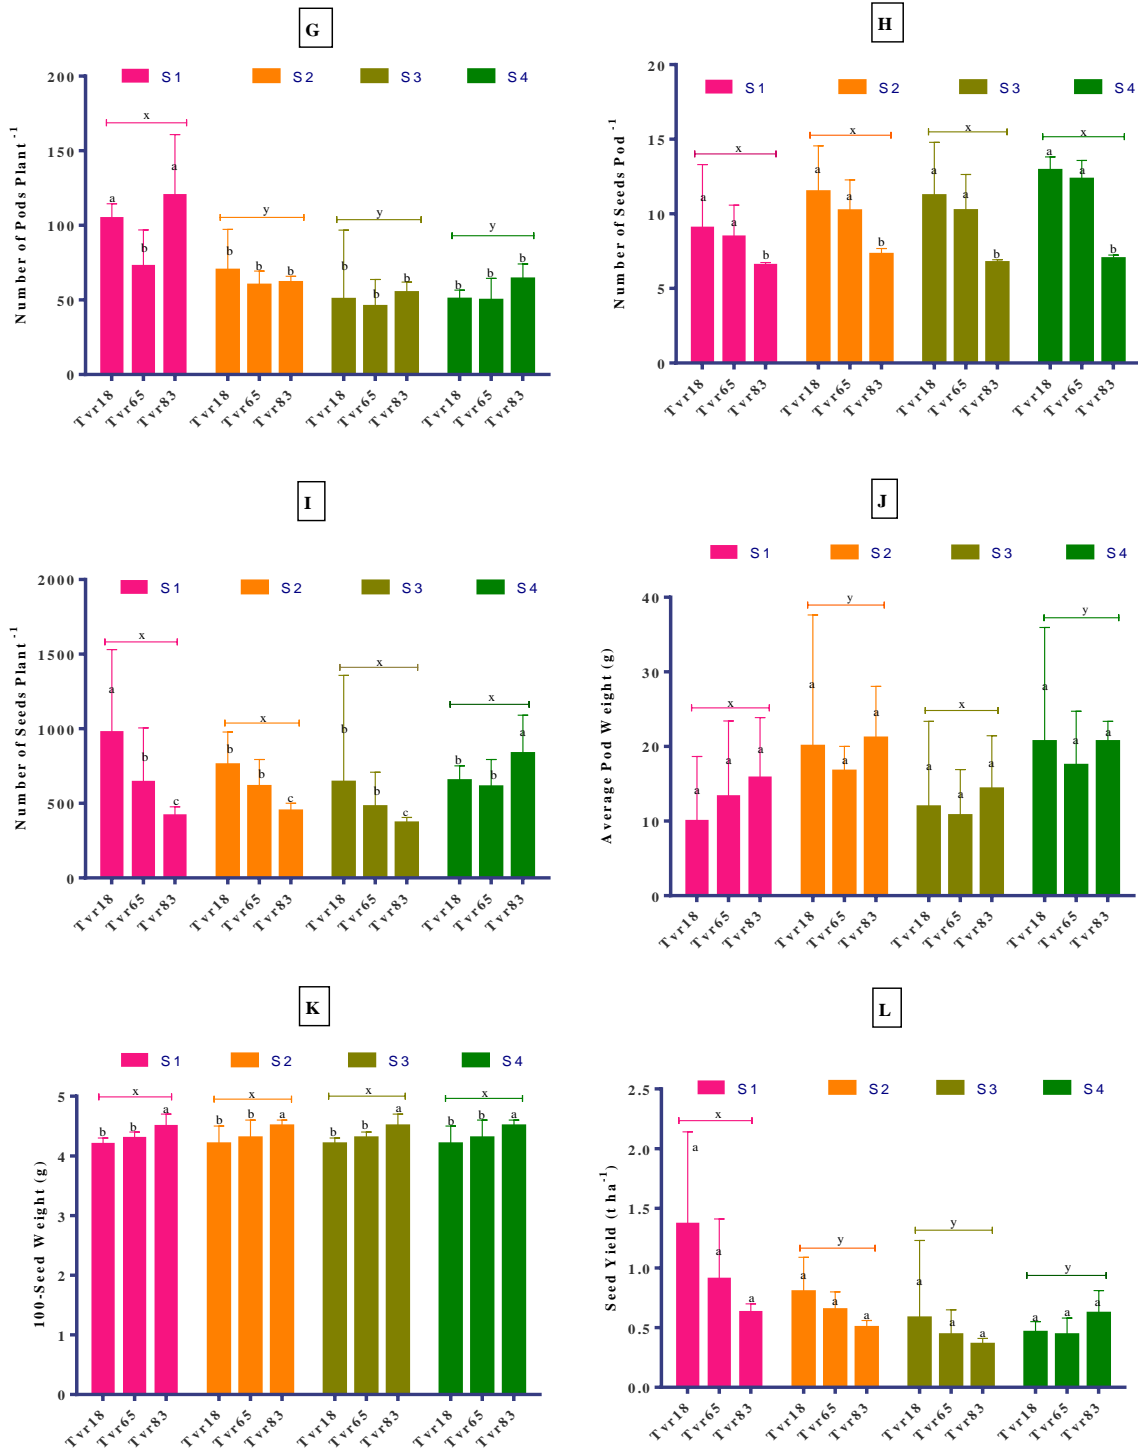 G
S1 S2 S3 S4
Number of Pods Plant -1
200
150
100
50
0
x
y
y
y
a b a
b b b
b b b
b b b
Tvr18 Tvr65 Tvr83 Tvr18 Tvr65 Tvr83 Tvr18 Tvr65 Tvr83 Tvr18 Tvr65 Tvr83
H
S1 S2 S3 S4
Number of Seeds Pod -1
20
15
10
5
0
x
x
x
x
a a b
a a b
a a b
a a b
Tvr18 Tvr65 Tvr83 Tvr18 Tvr65 Tvr83 Tvr18 Tvr65 Tvr83 Tvr18 Tvr65 Tvr83
I
S1 S2 S3 S4
Number of Seeds Plant -1
2000
1500
1000
500
0
x
x
x
x
a b c
b b c
b b c
b b a
Tvr18 Tvr65 Tvr83 Tvr18 Tvr65 Tvr83 Tvr18 Tvr65 Tvr83 Tvr18 Tvr65 Tvr83
J
S1 S2 S3 S4
Average Pod Weight (g)
40
30
20
10
0
x
y
x
y
a a a
a a a
a a a
a a a
Tvr18 Tvr65 Tvr83 Tvr18 Tvr65 Tvr83 Tvr18 Tvr65 Tvr83 Tvr18 Tvr65 Tvr83
K
S1 S2 S3 S4
100-Seed Weight (g)
5
4
3
2
1
0
x
x
x
x
b b a
b b a
b b a
b b a
Tvr18 Tvr65 Tvr83 Tvr18 Tvr65 Tvr83 Tvr18 Tvr65 Tvr83 Tvr18 Tvr65 Tvr83
L
S1 S2 S3 S4
Seed Yield (t ha-1)
2.5
2.0
1.5
1.0
0.5
0.0
x
y
y
y
a a a
a a a
a a a
a a a
Tvr18 Tvr65 Tvr83 Tvr18 Tvr65 Tvr83 Tvr18 Tvr65 Tvr83 Tvr18 Tvr65 Tvr83